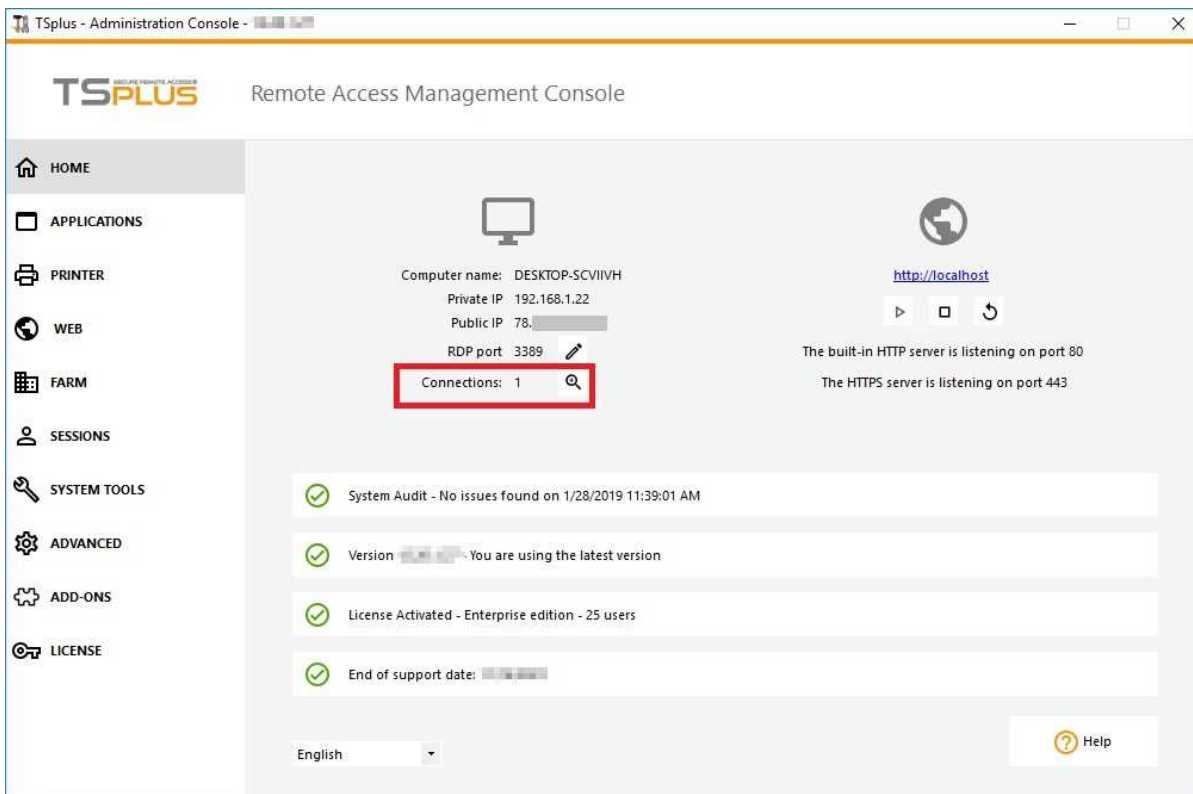 TSplus - Administration Console -
TSPLUS SECURE REMOTE ACCESS
Remote Access Management Console
HOME
APPLICATIONS
PRINTER
WEB
FARM
SESSIONS
SYSTEM TOOLS
ADVANCED
ADD-ONS
LICENSE
Computer name: DESKTOP-SCVIIVH
Private IP 192.168.1.22
Public IP 78.
RDP port 3389
Connections: 1
http://localhost
The built-in HTTP server is listening on port 80
The HTTPS server is listening on port 443
System Audit - No issues found on 1/28/2019 11:39:01 AM
Version - You are using the latest version
License Activated - Enterprise edition - 25 users
End of support date:
English
Help